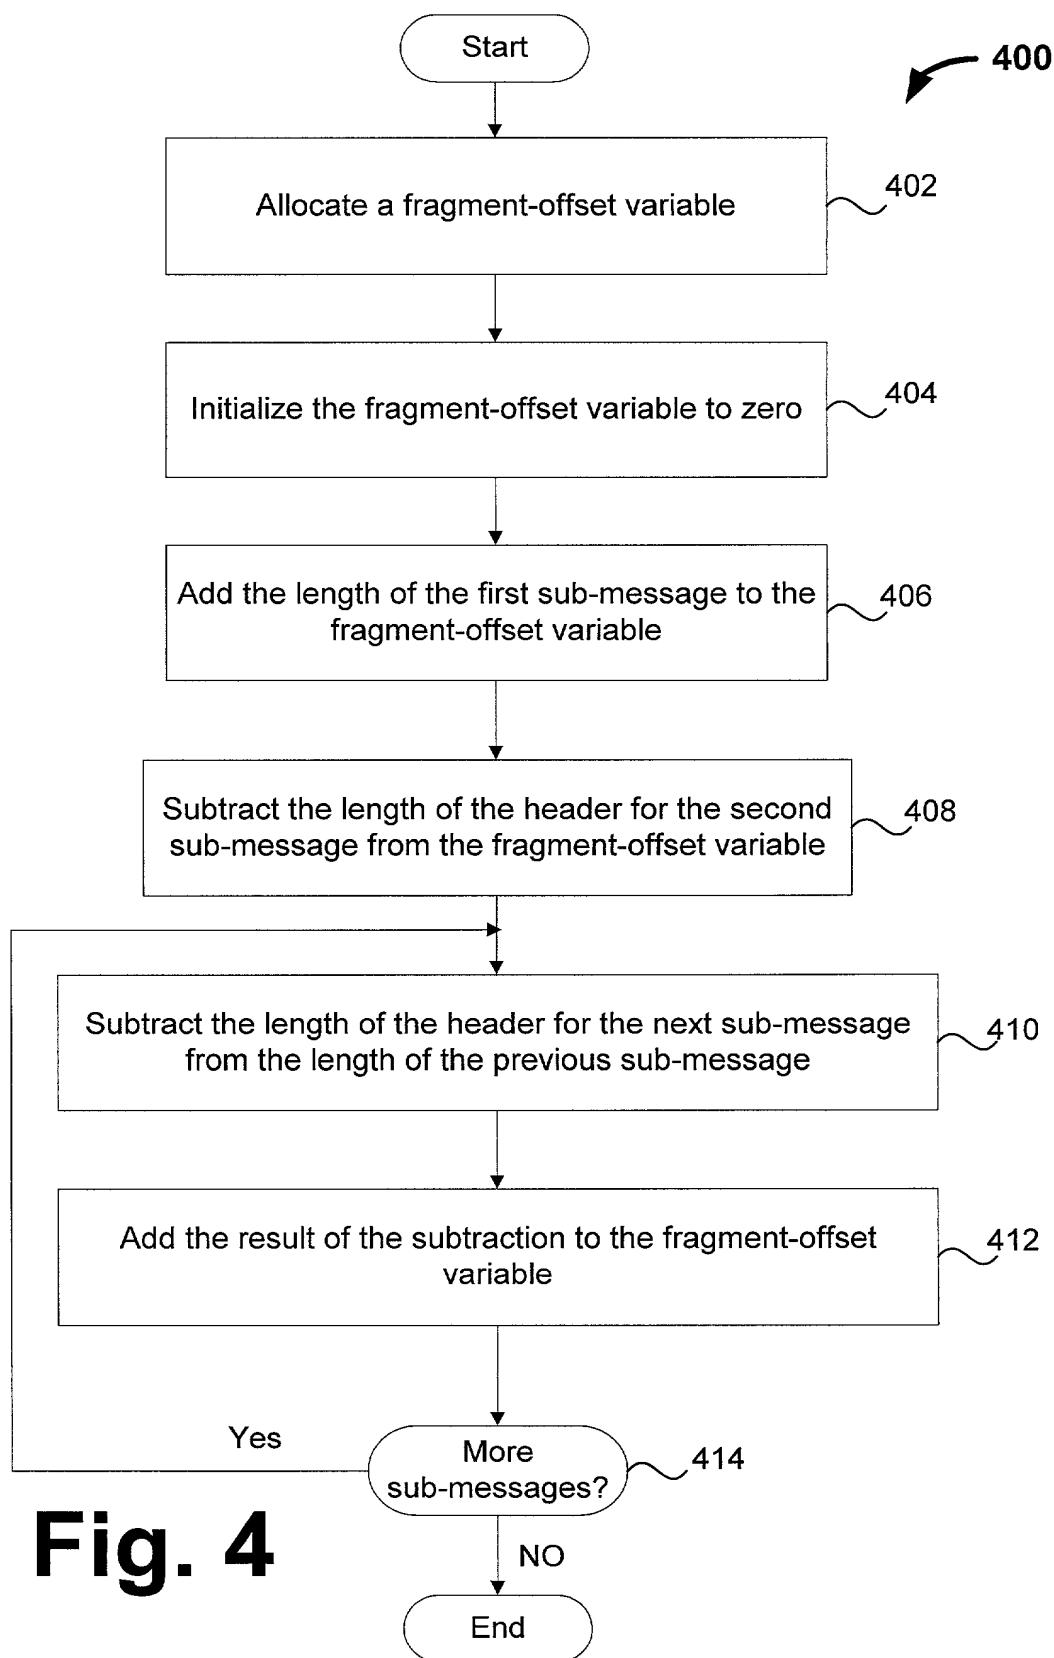 Start
400
Allocate a fragment-offset variable
402
Initialize the fragment-offset variable to zero
404
Add the length of the first sub-message to the
fragment-offset variable
406
Subtract the length of the header for the second
sub-message from the fragment-offset variable
408
Subtract the length of the header for the next sub-message
from the length of the previous sub-message
410
Add the result of the subtraction to the fragment-offset
variable
412
Yes
More
sub-messages?
414
Fig. 4
NO
End